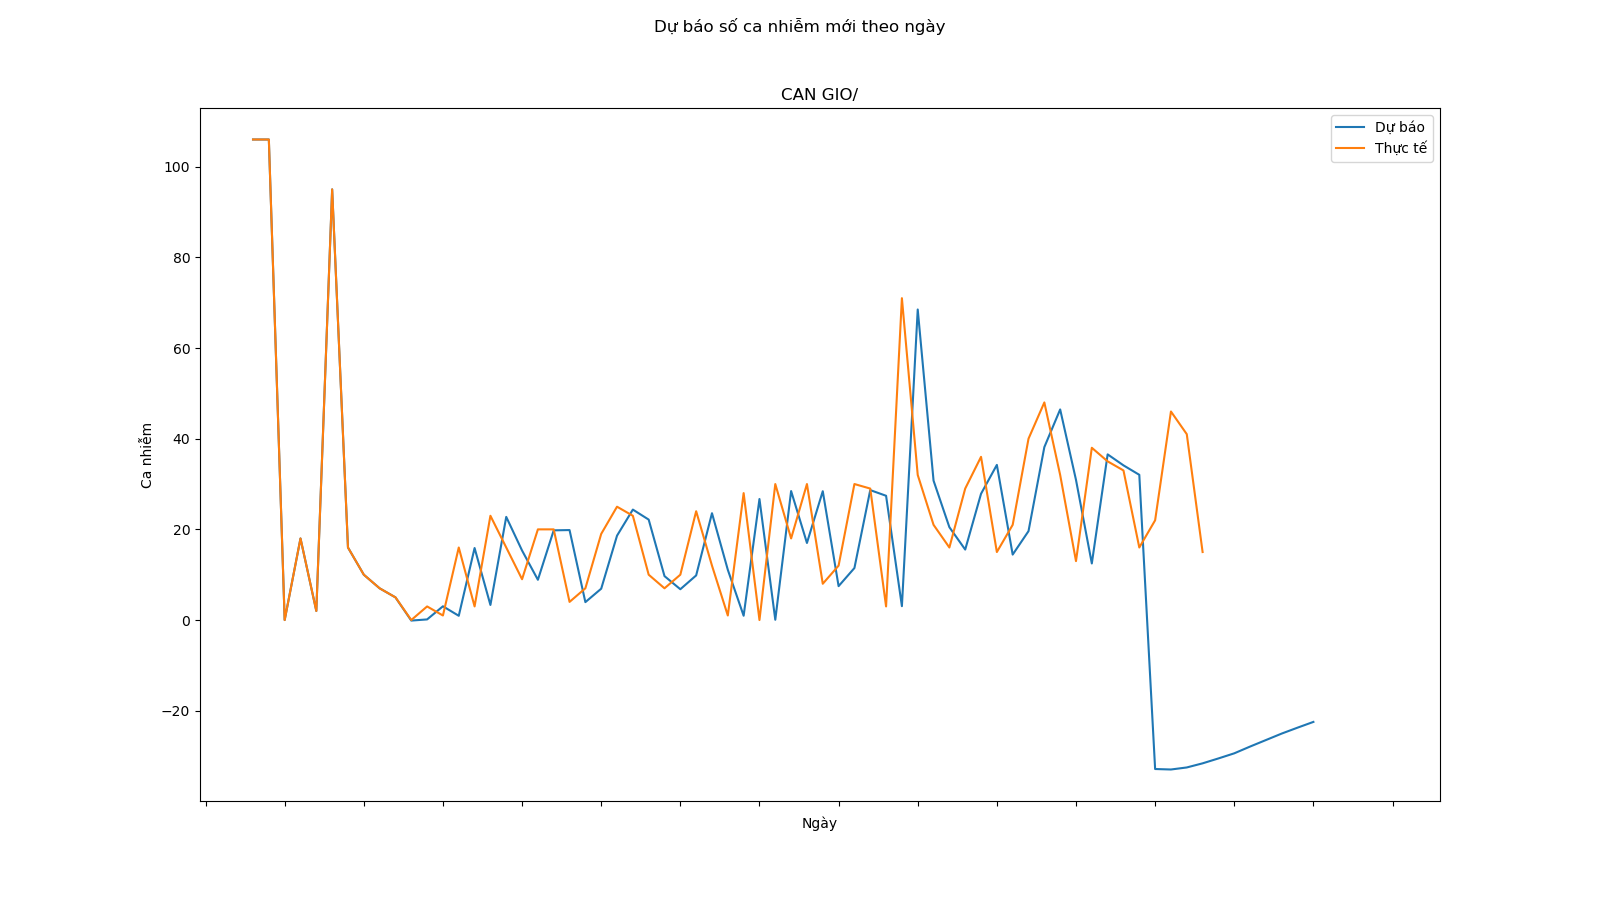 Dự báo số ca nhiễm mới theo ngày
CAN GIO/
Dự báo
Thực tế
100
80
60
40
20
0
−20
Ca nhiễm
Ngày